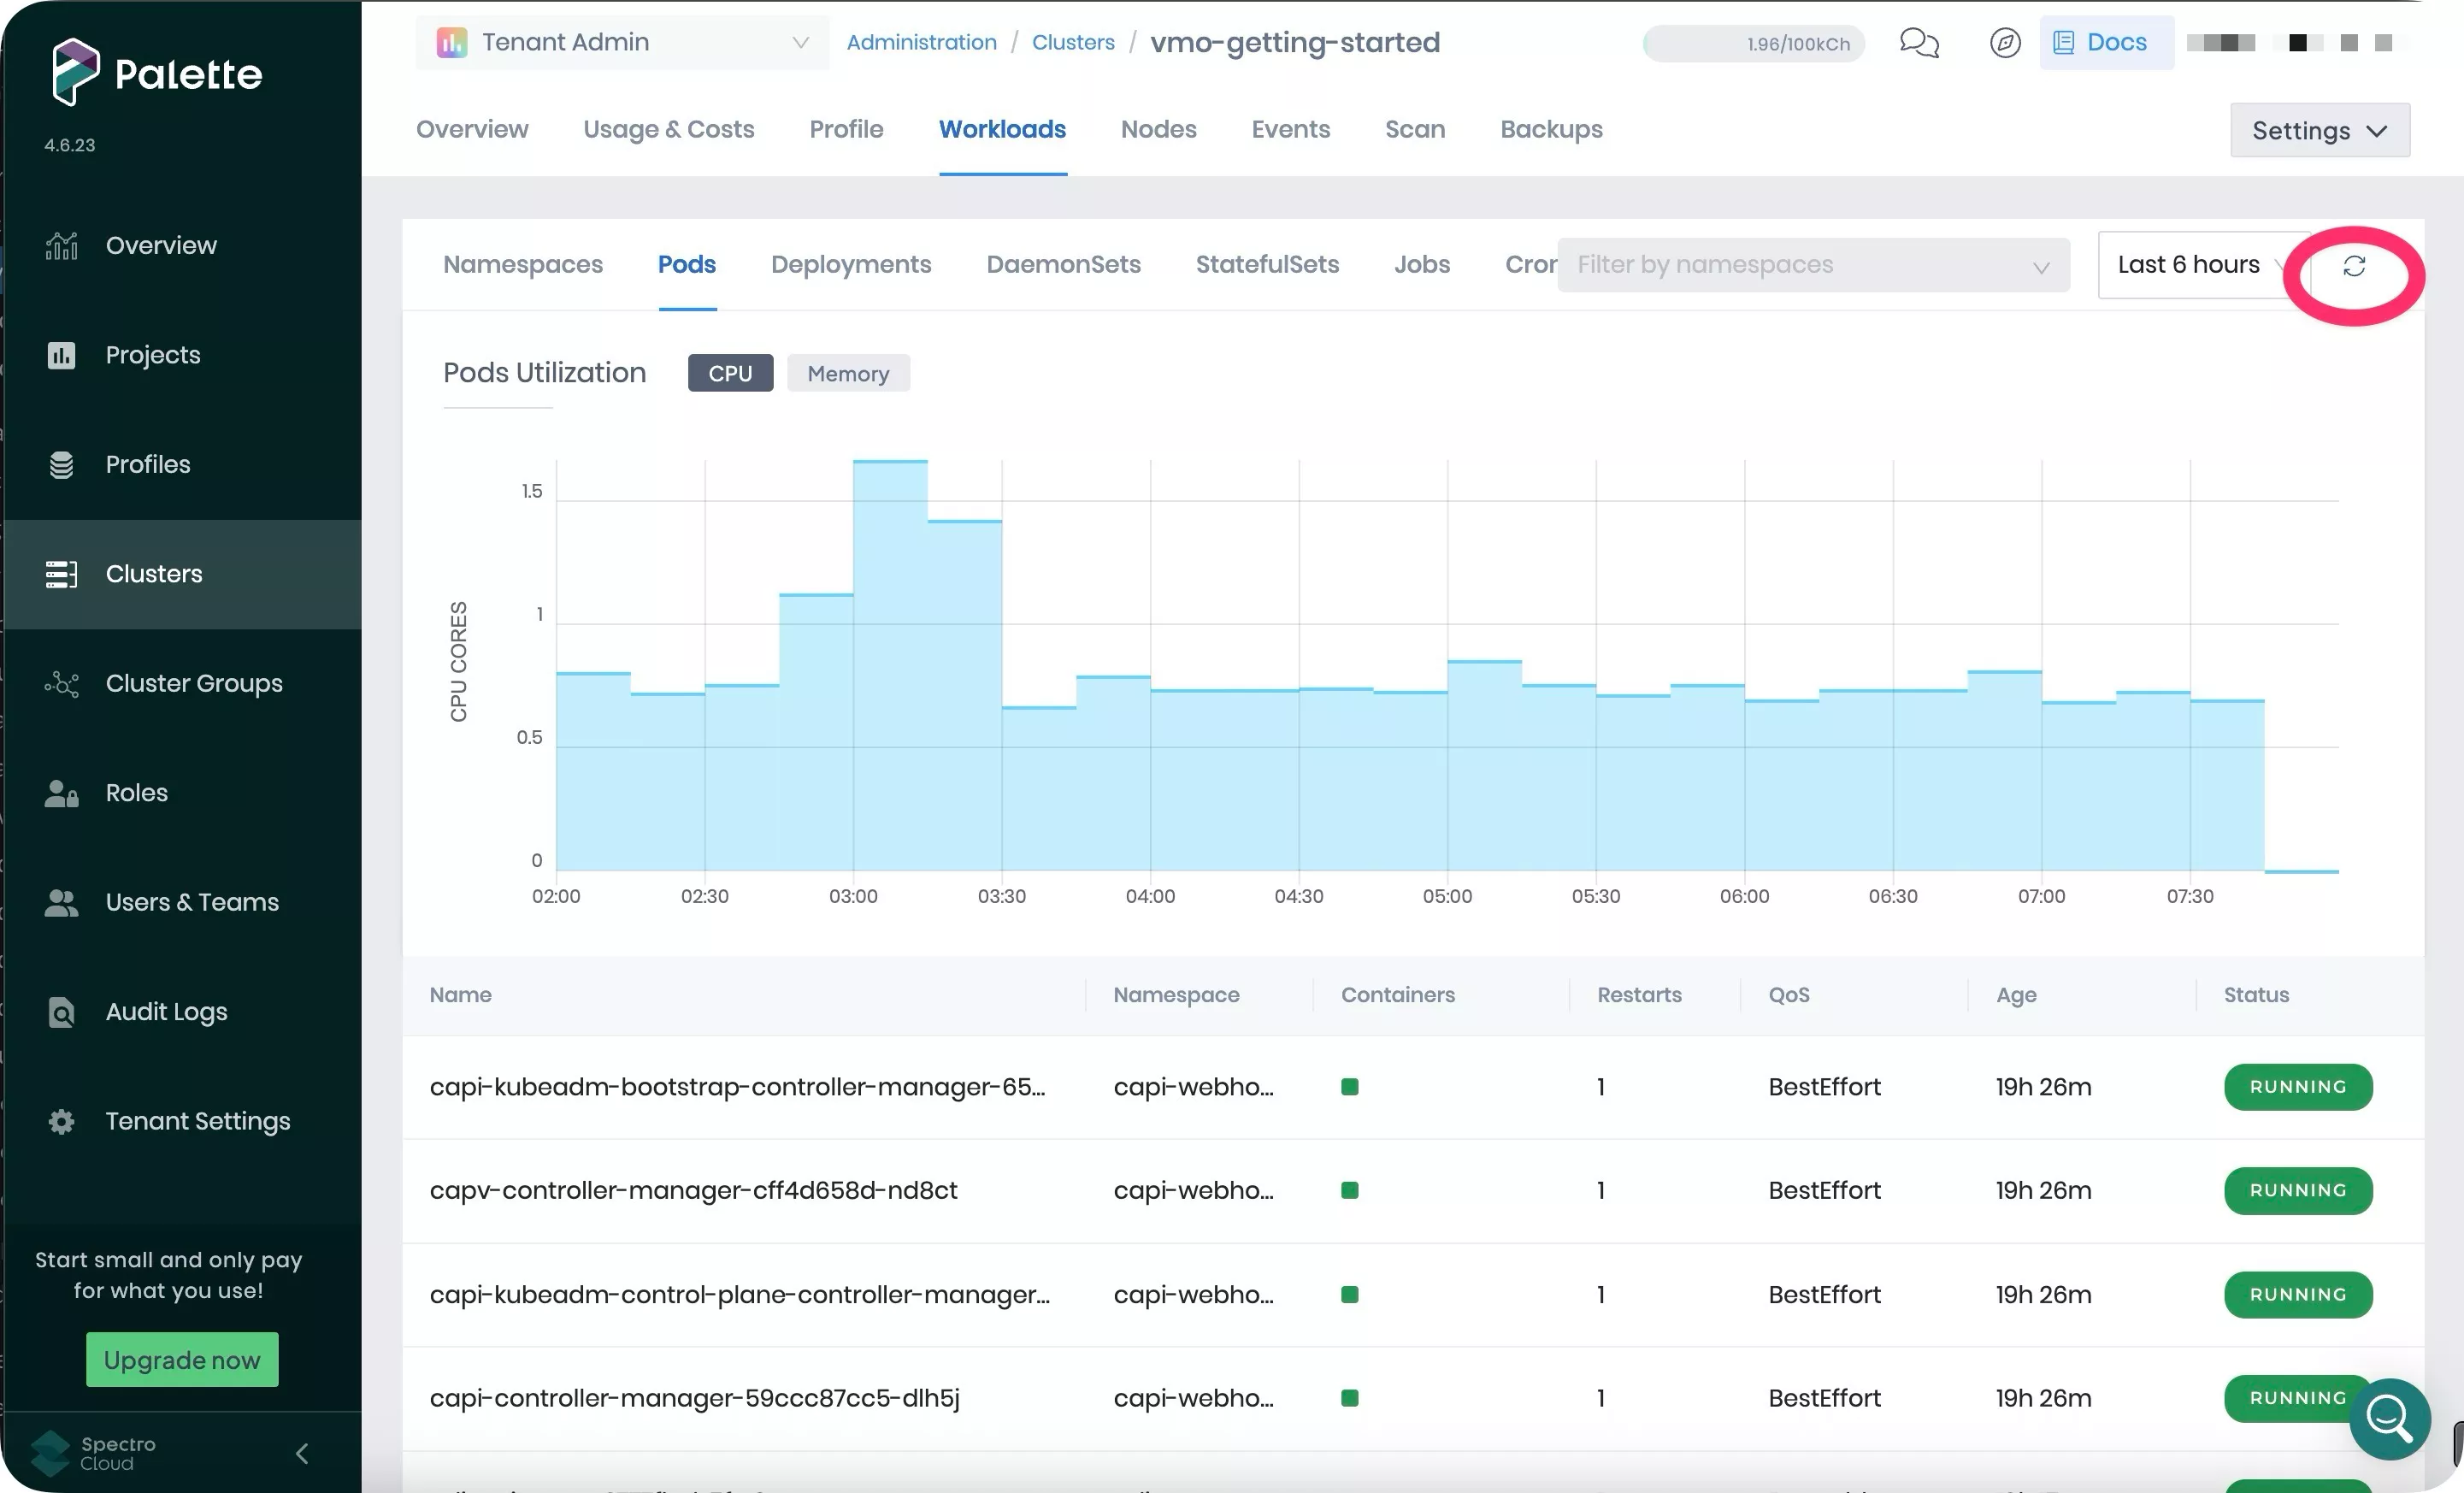 Palette
4.6.23
Overview
Projects
Profiles
Clusters
Cluster Groups
Roles
Users & Teams
Audit Logs
Tenant Settings
Start small and only pay
for what you use!
Upgrade now
Spectro
Cloud
Tenant Admin
Administration / Clusters / vmo-getting-started
1.96/100kCh
Docs
Overview Usage & Costs Profile Workloads Nodes Events Scan Backups
Settings
Namespaces Pods Deployments DaemonSets StatefulSets Jobs Cror
Filter by namespaces
Last 6 hours
Pods Utilization CPU Memory
CPU CORES
1.5
1
0.5
0
02:00 02:30 03:00 03:30 04:00 04:30 05:00 05:30 06:00 06:30 07:00 07:30
Name Namespace Containers Restarts QoS Age Status
capi-kubeadm-bootstrap-controller-manager-65... capi-webho... 1 BestEffort 19h 26m RUNNING
capv-controller-manager-cff4d658d-nd8ct capi-webho... 1 BestEffort 19h 26m RUNNING
capi-kubeadm-control-plane-controller-manager... capi-webho... 1 BestEffort 19h 26m RUNNING
capi-controller-manager-59ccc87cc5-dlh5j capi-webho... 1 BestEffort 19h 26m RUNNING